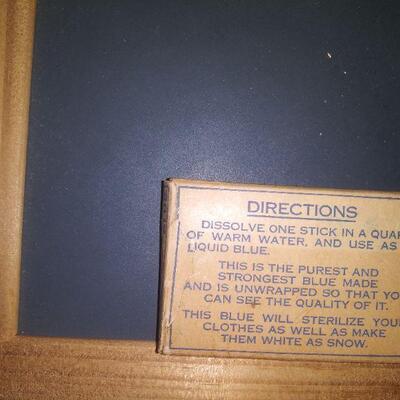 DIRECTIONS
DISSOLVE ONE STICK IN A QUAR
OF WARM WATER, AND USE AS
LIQUID BLUE.
THIS IS THE PUREST AND
STRONGEST BLUE MADE
AND IS UNWRAPPED SO THAT YO
CAN SEE THE QUALITY OF IT.
THIS BLUE WILL STERILIZE YOUR
CLOTHES AS WELL AS MAKE
THEM WHITE AS SNOW.